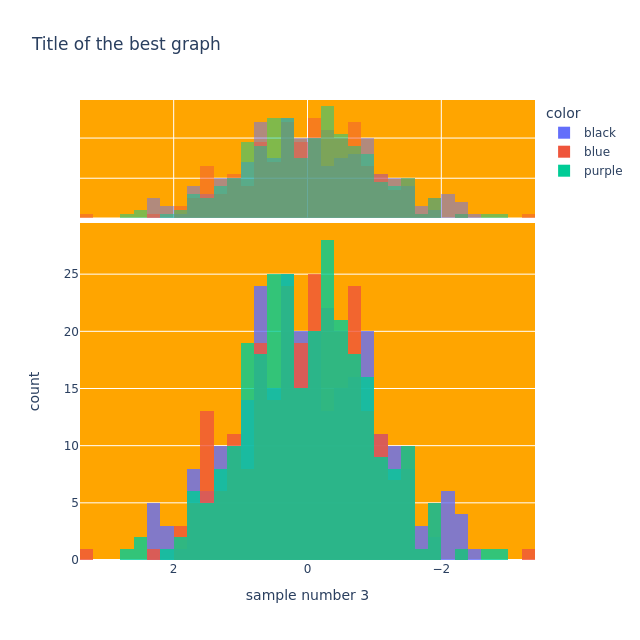 Title of the best graph
color
black
blue
purple
25
20
15
10
5
0
count
2
0
−2
sample number 3